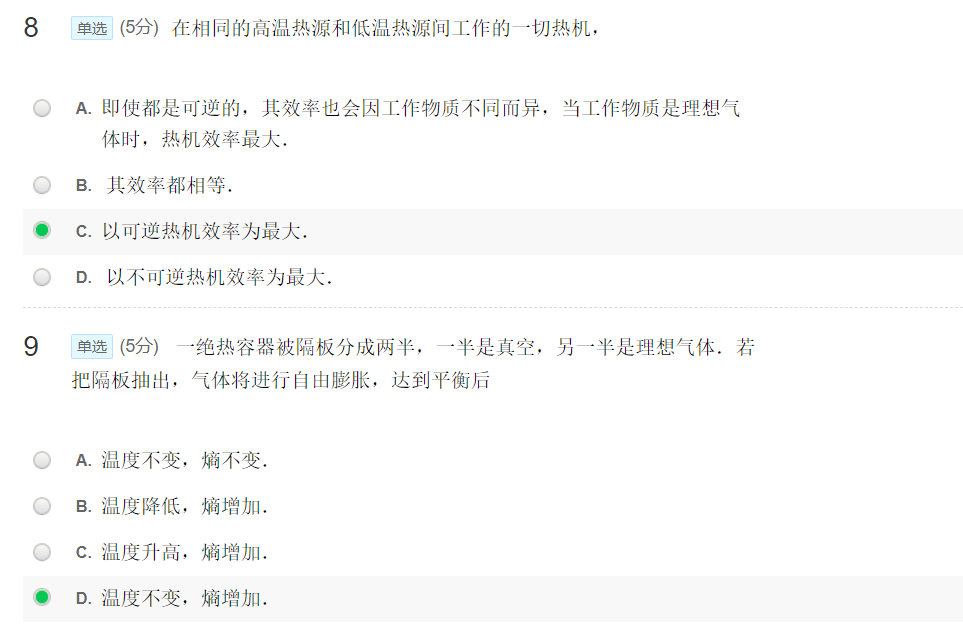 8 单选 (5分) 在相同的高温热源和低温热源间工作的一切热机，
A. 即使都是可逆的，其效率也会因工作物质不同而异，当工作物质是理想气
体时，热机效率最大．
B. 其效率都相等．
C. 以可逆热机效率为最大．
D. 以不可逆热机效率为最大．
9 单选 (5分) 一绝热容器被隔板分成两半，一半是真空，另一半是理想气体．若
把隔板抽出，气体将进行自由膨胀，达到平衡后
A. 温度不变，熵不变．
B. 温度降低，熵增加．
C. 温度升高，熵增加．
D. 温度不变，熵增加．